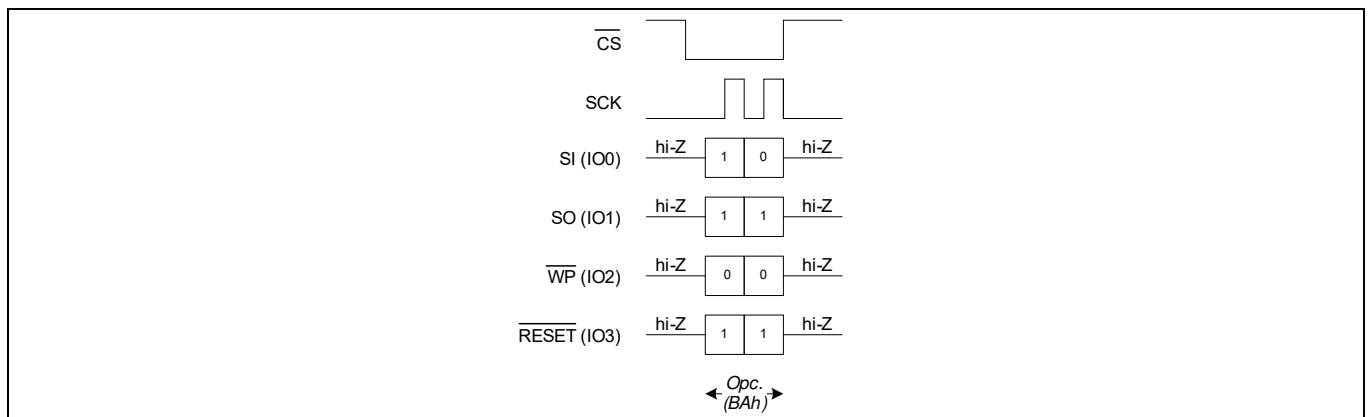 CS
SCK
SI (IO0) hi-Z 1 0 hi-Z
SO (IO1) hi-Z 1 1 hi-Z
WP (IO2) hi-Z 0 0 hi-Z
RESET (IO3) hi-Z 1 1 hi-Z
Opc.
(BAh)